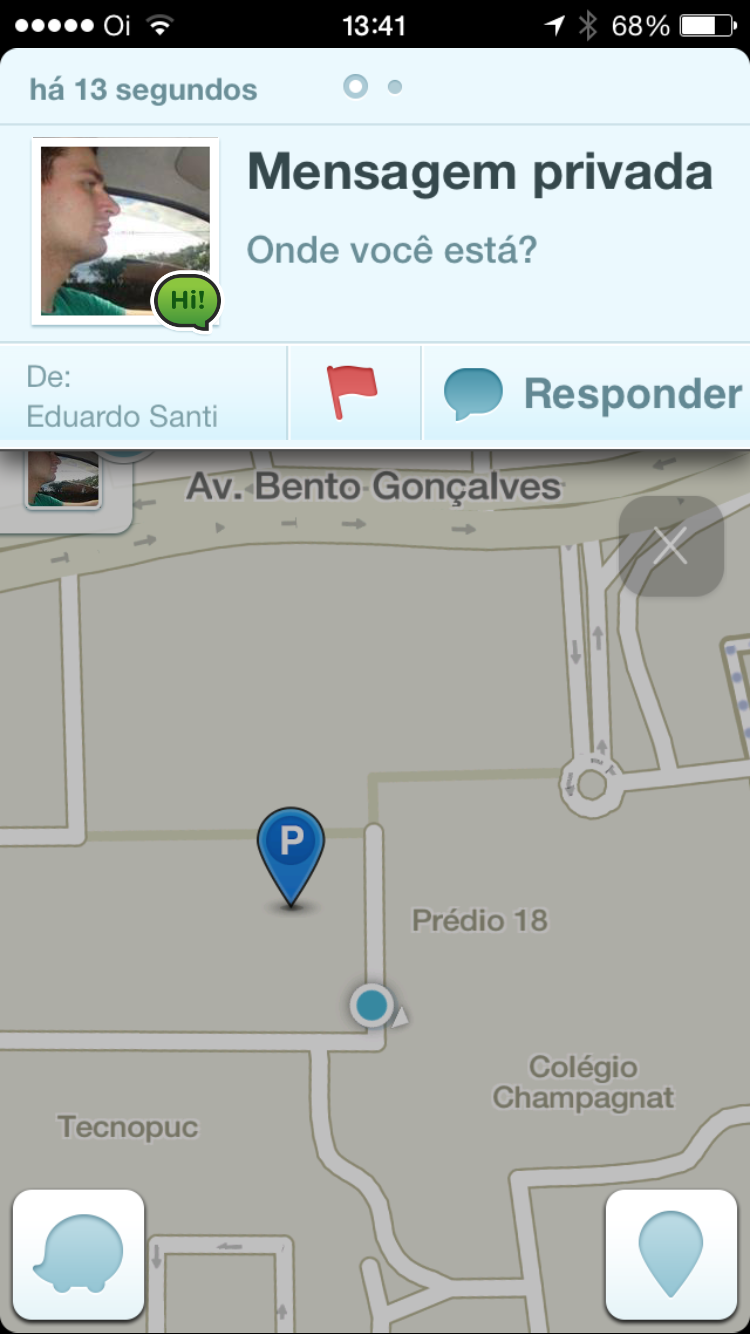 Oi 13:41 68%
há 13 segundos
Mensagem privada
Onde você está?
Hi!
De:
Eduardo Santi
Responder
Av. Bento Gonçalves
P
Prédio 18
Colégio
Champagnat
Tecnopuc